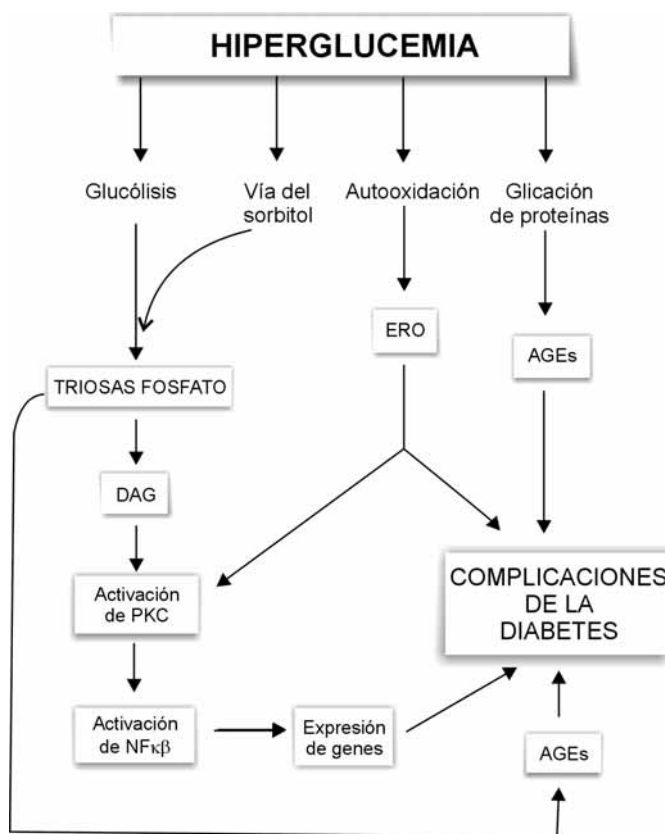 HIPERGLUCEMIA
Glucólisis
Vía del
sorbitol
Autooxidación
Glicación
de proteínas
ERO
AGEs
TRIOSAS FOSFATO
DAG
Activación
de PKC
COMPLICACIONES
DE LA
DIABETES
Activación
de NFκβ
Expresión
de genes
AGEs